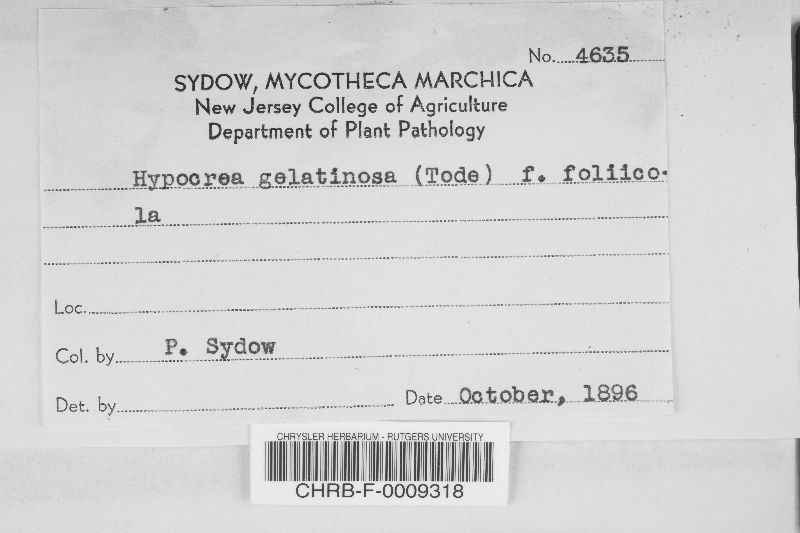 No. 4635
SYDOW, MYCOTHECA MARCHICA
New Jersey College of Agriculture
Department of Plant Pathology
Hypocrea gelatinosa (Tode) f. foliico-
la
Loc.
Col. by P. Sydow
Det. by Date October, 1896
CHRYSLER HERBARIUM - RUTGERS UNIVERSITY
CHRB-F-0009318